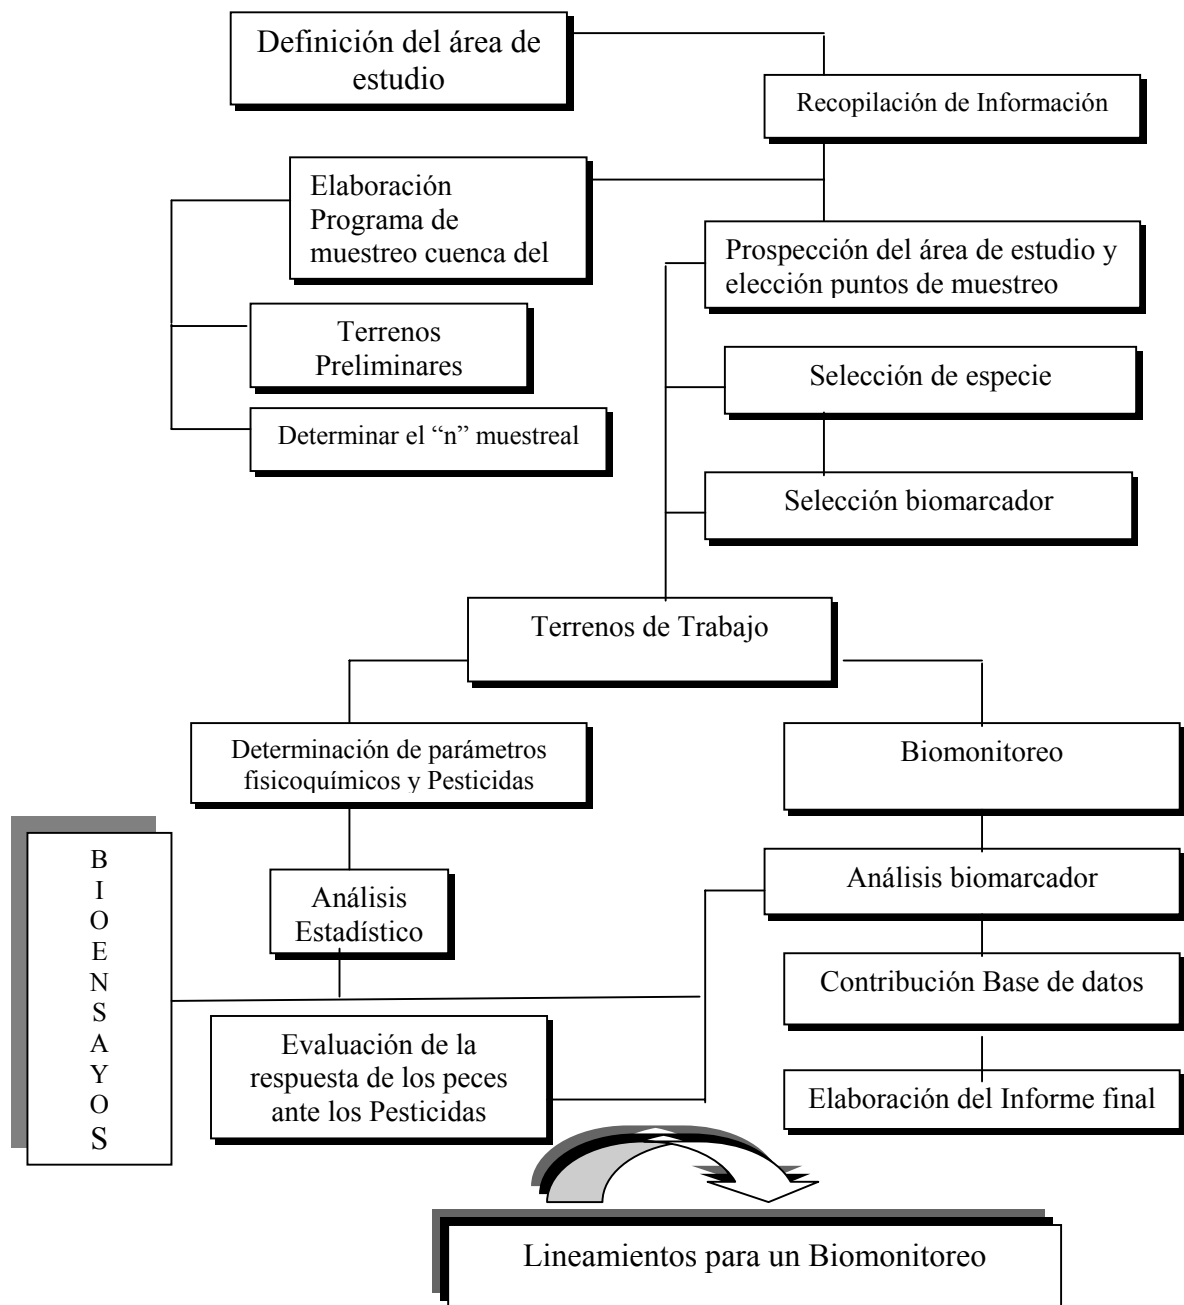 Definición del área de
estudio
Recopilación de Información
Elaboración
Programa de
muestreo cuenca del
Prospección del área de estudio y
elección puntos de muestreo
Terrenos
Preliminares
Selección de especie
Determinar el “n” muestreal
Selección biomarcador
Terrenos de Trabajo
Determinación de parámetros
fisicoquímicos y Pesticidas
Biomonitoreo
B
I
O
E
N
S
A
Y
O
S
Análisis
Estadístico
Análisis biomarcador
Contribución Base de datos
Evaluación de la
respuesta de los peces
ante los Pesticidas
Elaboración del Informe final
Lineamientos para un Biomonitoreo